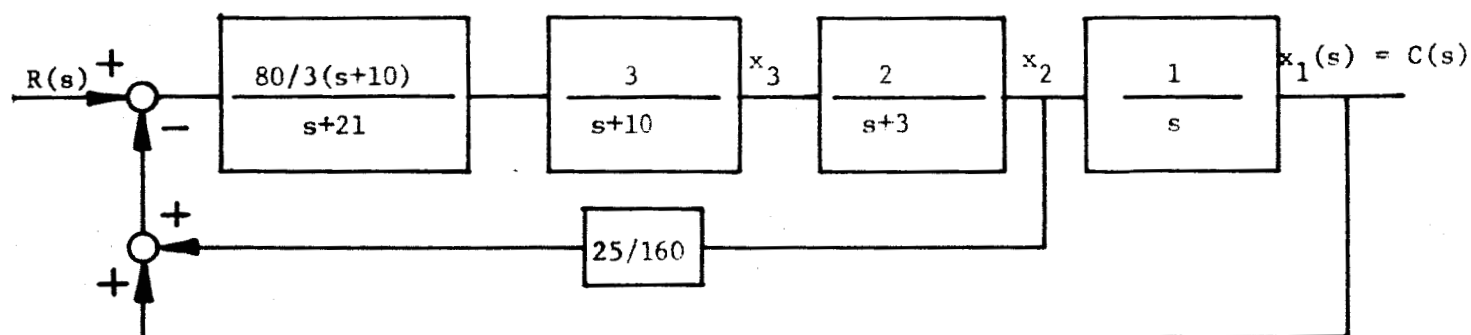 R(s)
+
−
80/3(s+10)
s+21
3
s+10
x3
2
s+3
x2
1
s
x1(s) = C(s)
+
25/160
+